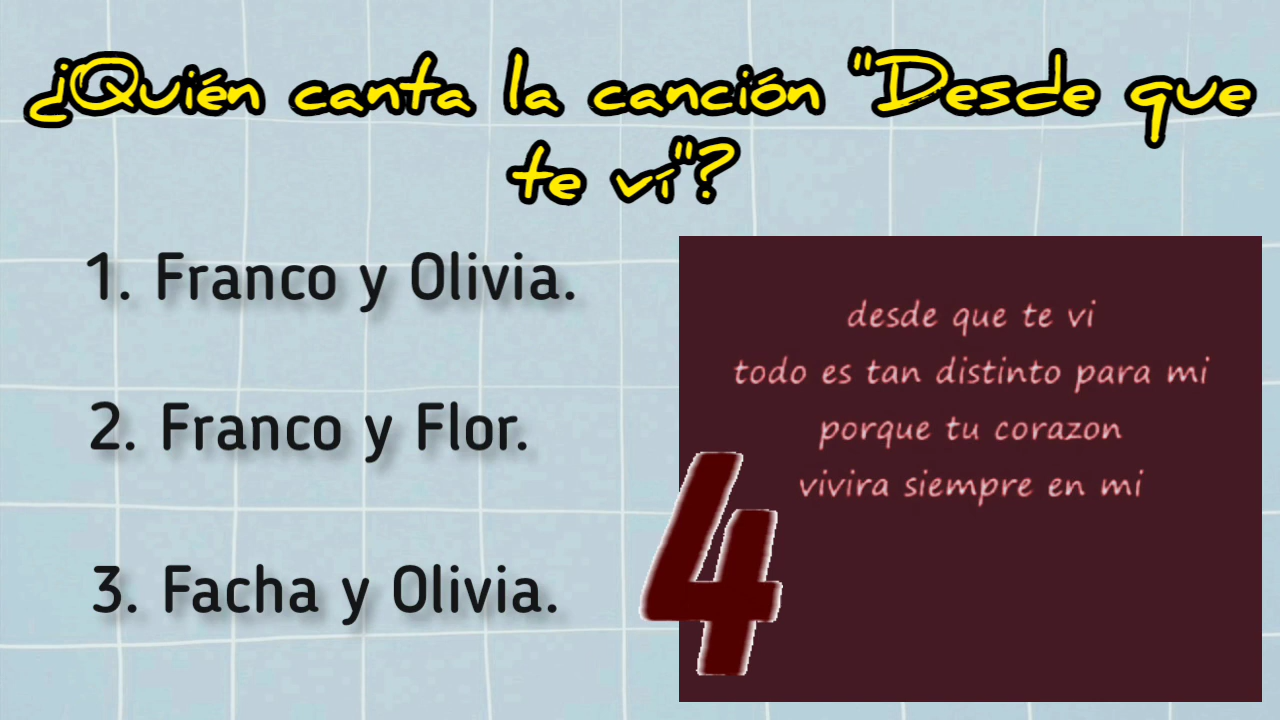 ¿Quién canta la canción "Desde que
te ví"?
1. Franco y Olivia.
2. Franco y Flor.
3. Facha y Olivia.
desde que te vi
todo es tan distinto para mi
porque tu corazon
vivira siempre en mi
4